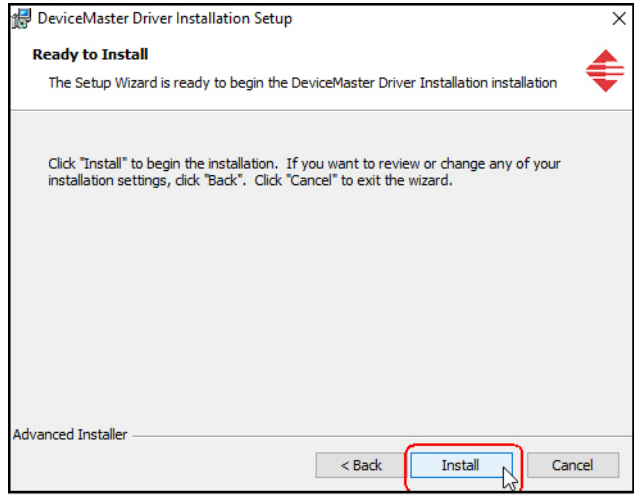 DeviceMaster Driver Installation Setup
Ready to Install
The Setup Wizard is ready to begin the DeviceMaster Driver Installation installation
Click "Install" to begin the installation. If you want to review or change any of your
installation settings, click "Back". Click "Cancel" to exit the wizard.
Advanced Installer
< Back Install Cancel